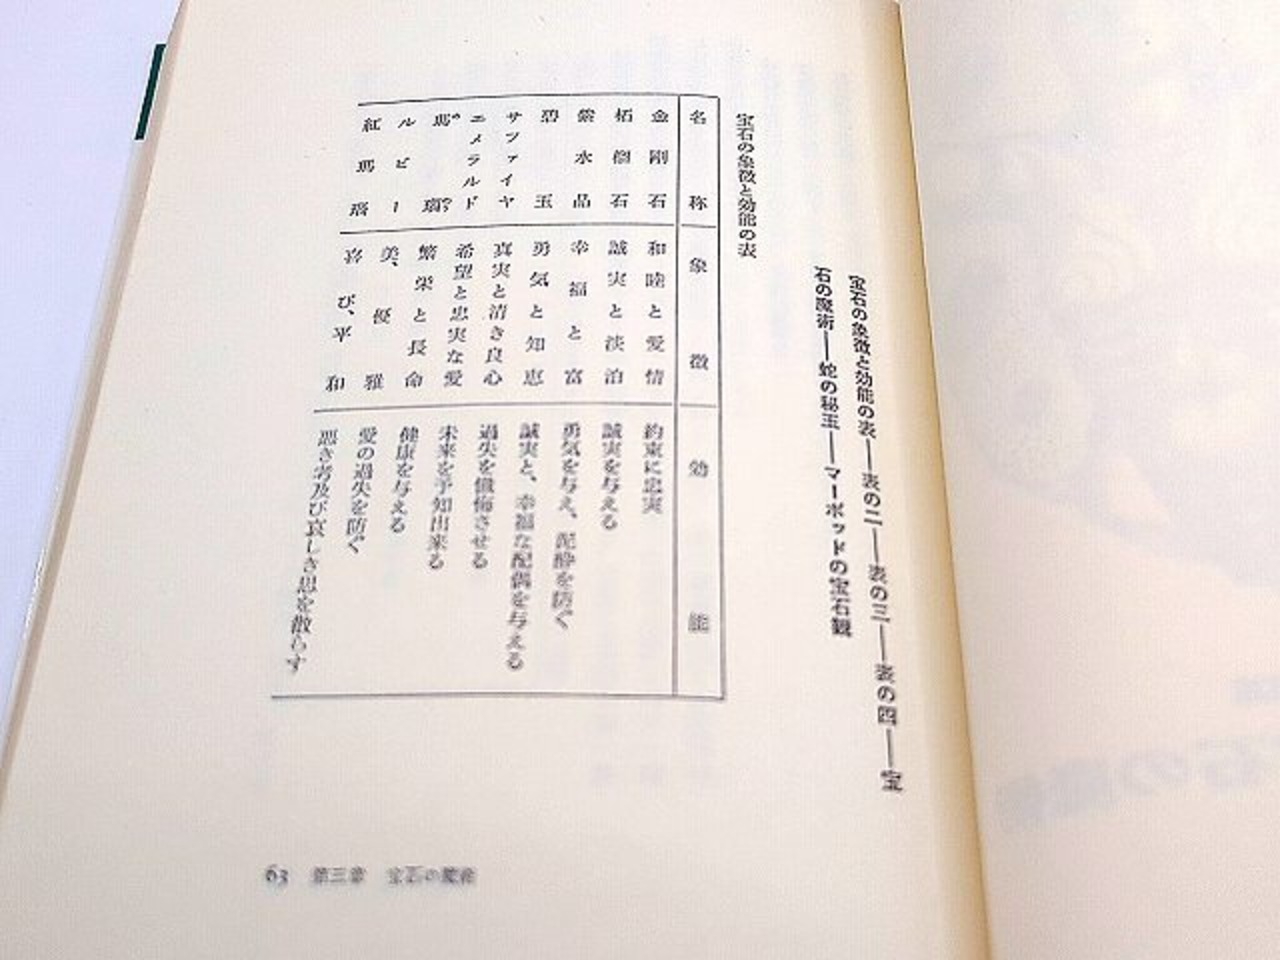 宝石の象徴と効能の表――表の二――表の三――表の四――宝
石の魔術――蛇の秘玉――マーボッドの宝石観
宝石の象徴と効能の表
名称 象徴 効能
金剛石 和睦と愛情 約束に忠実
柘榴石 誠実と淡泊 誠実を与える
紫水晶 幸福と富 勇気を与え、泥酔を防ぐ
碧玉 勇気と知恵 誠実と、幸福な配偶を与える
サファイヤ 真実と清き良心 過失を懺悔させる
エメラルド 希望と忠実な愛 未来を予知出来る
瑪瑙 繁栄と長命 健康を与える
ルビー 美、優雅 愛の過失を防ぐ
紅瑪瑙 喜び、平和 悪き考及び哀しき思を散らす
63 第三章 宝石の魔術